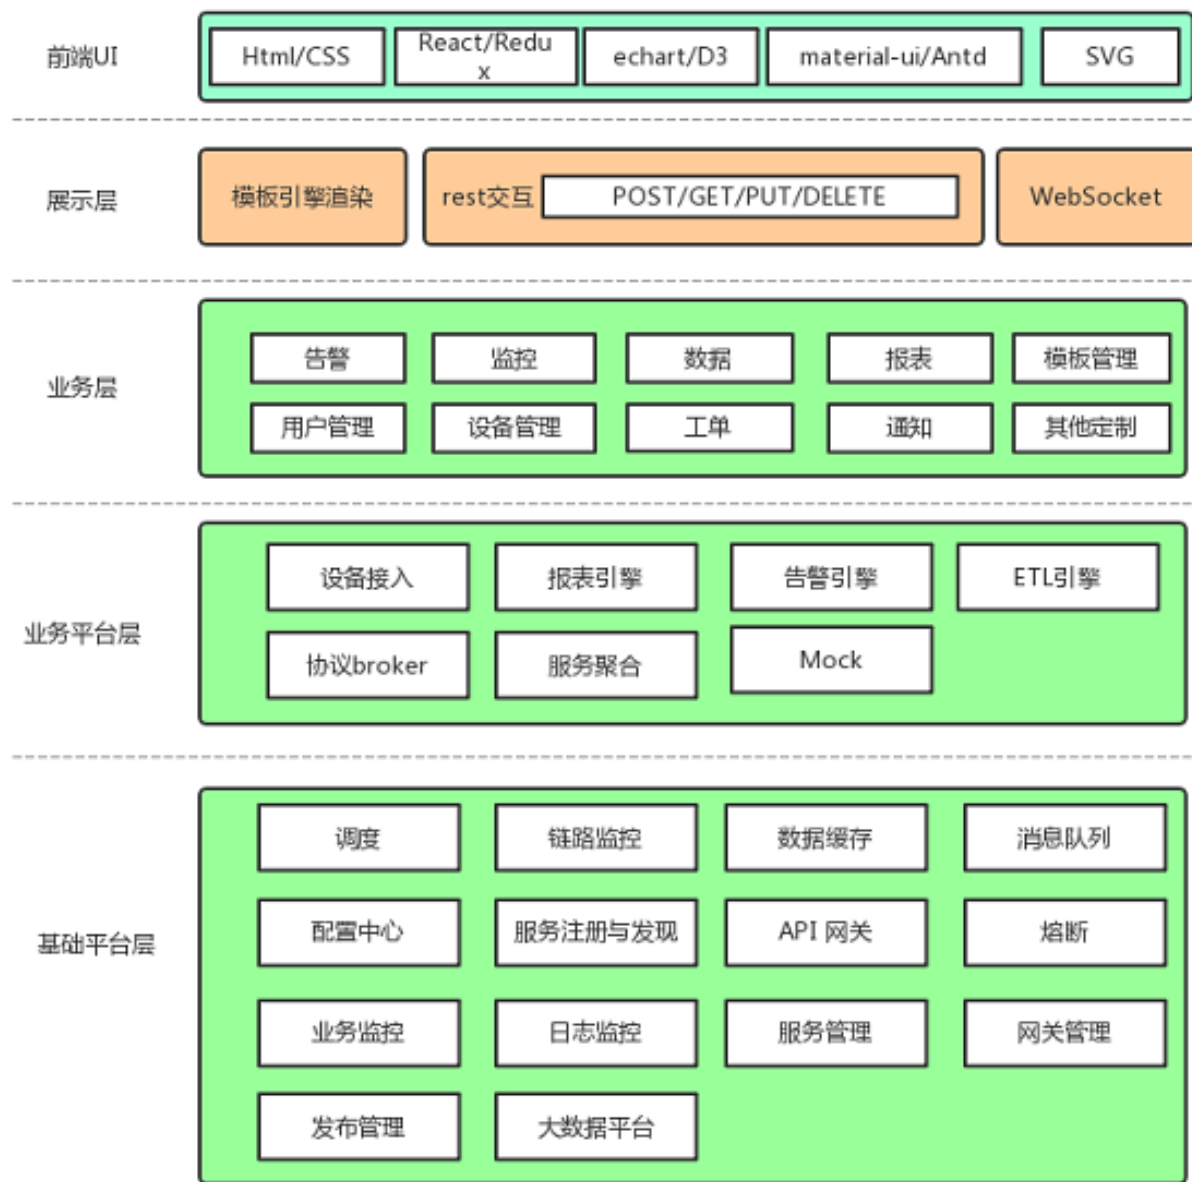 前端UI
Html/CSS
React/Redu
x
echart/D3
material-ui/Antd
SVG
展示层
模板引擎渲染
rest交互
POST/GET/PUT/DELETE
WebSocket
业务层
告警
监控
数据
报表
模板管理
用户管理
设备管理
工单
通知
其他定制
业务平台层
设备接入
报表引擎
告警引擎
ETL引擎
协议broker
服务聚合
Mock
基础平台层
调度
链路监控
数据缓存
消息队列
配置中心
服务注册与发现
API 网关
熔断
业务监控
日志监控
服务管理
网关管理
发布管理
大数据平台